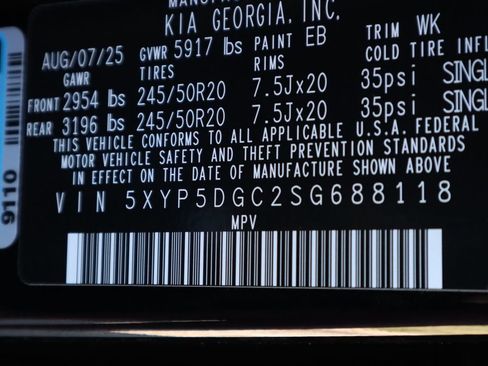 KIA GEORGIA, INC.
AUG/07/25 GVWR 5917 lbs PAINT EB TRIM WK
GAWR TIRES RIMS COLD TIRE INFL
FRONT 2954 lbs 245/50R20 7.5Jx20 35psi SINGL
REAR 3196 lbs 245/50R20 7.5Jx20 35psi SINGL
THIS VEHICLE CONFORMS TO ALL APPLICABLE U.S.A. FEDERAL
MOTOR VEHICLE SAFETY AND THEFT PREVENTION STANDARDS
IN EFFECT ON THE DATE OF MANUFACTURE SHOWN ABOVE
VIN 5XYP5DGC2SG688118
MPV
9110